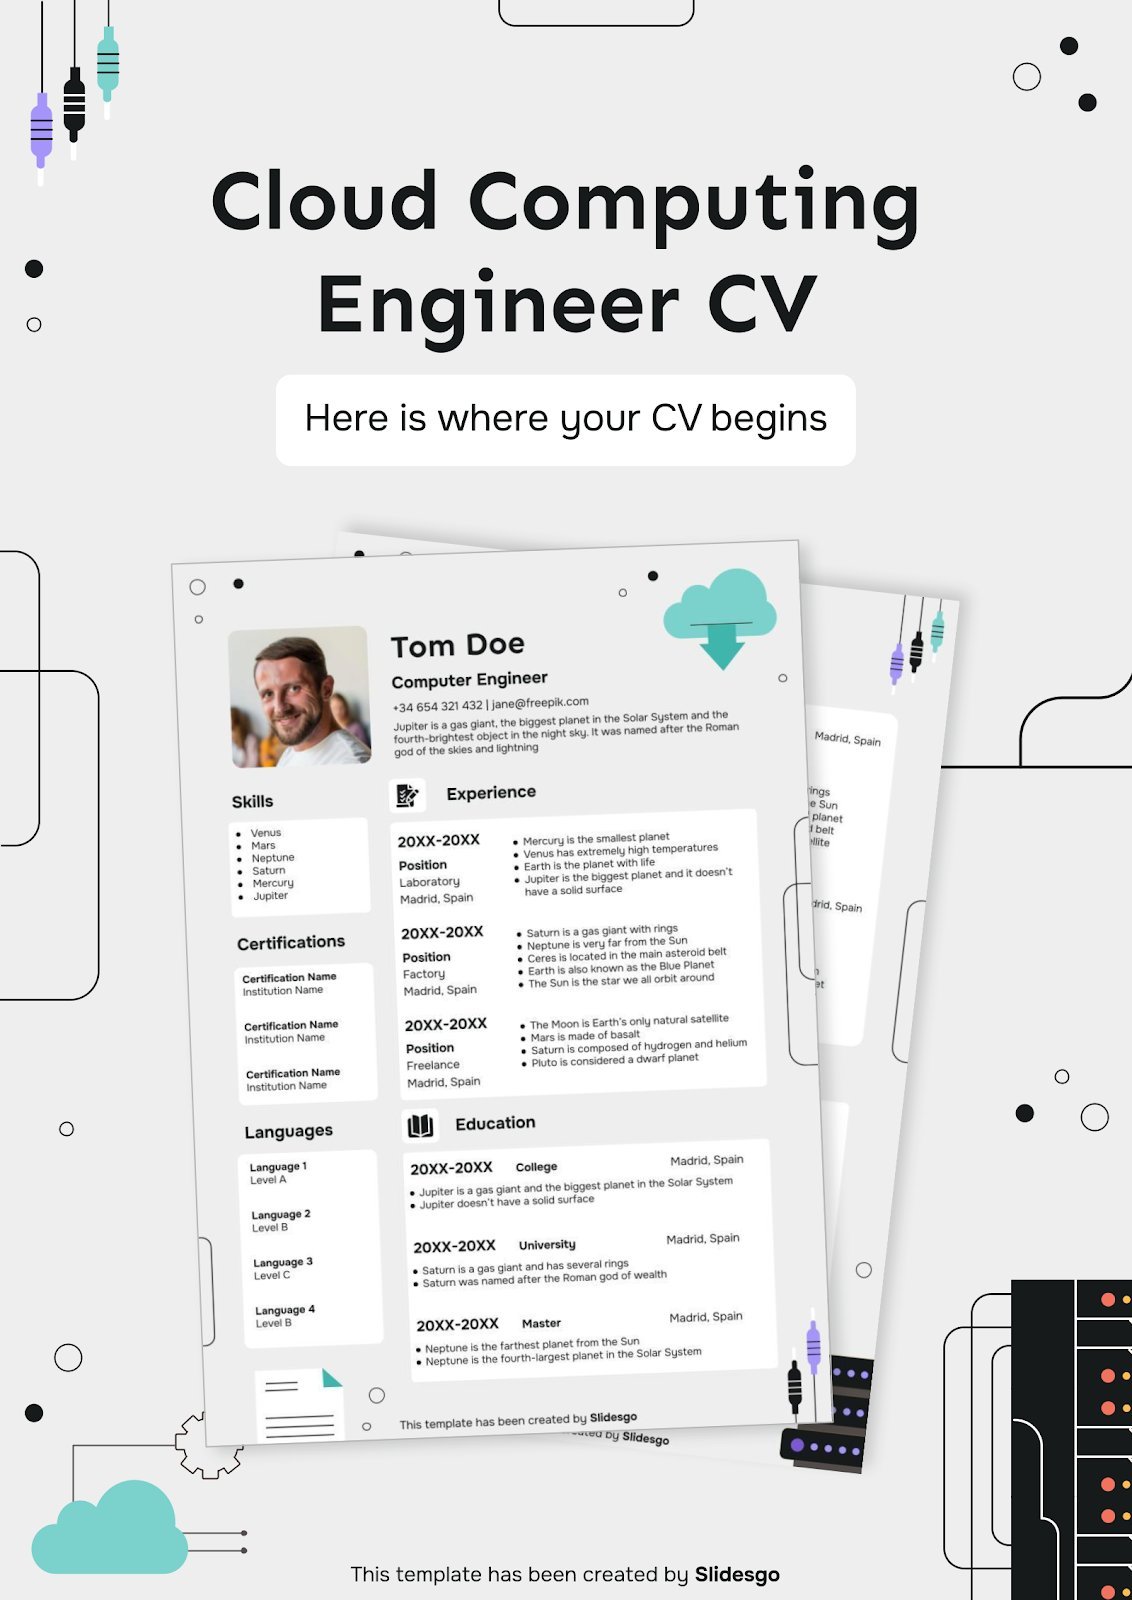 Cloud Computing
Engineer CV
Here is where your CV begins
Tom Doe
Computer Engineer
+34 654 321 432 | jane@freepik.com
Jupiter is a gas giant, the biggest planet in the Solar System and the
fourth-brightest object in the night sky. It was named after the Roman
god of the skies and lightning
Skills
Venus
Mars
Neptune
Saturn
Mercury
Jupiter
Certifications
Certification Name
Institution Name
Certification Name
Institution Name
Certification Name
Institution Name
Languages
Language 1
Level A
Language 2
Level B
Language 3
Level C
Language 4
Level B
Experience
20XX-20XX
Position
Laboratory
Madrid, Spain
Mercury is the smallest planet
Venus has extremely high temperatures
Earth is the planet with life
Jupiter is the biggest planet and it doesn't
have a solid surface
20XX-20XX
Position
Factory
Madrid, Spain
Saturn is a gas giant with rings
Neptune is very far from the Sun
Ceres is located in the main asteroid belt
Earth is also known as the Blue Planet
The Sun is the star we all orbit around
20XX-20XX
Position
Freelance
Madrid, Spain
The Moon is Earth's only natural satellite
Mars is made of basalt
Saturn is composed of hydrogen and helium
Pluto is considered a dwarf planet
Education
20XX-20XX College Madrid, Spain
Jupiter is a gas giant and the biggest planet in the Solar System
Jupiter doesn't have a solid surface
20XX-20XX University Madrid, Spain
Saturn is a gas giant and has several rings
Saturn was named after the Roman god of wealth
20XX-20XX Master Madrid, Spain
Neptune is the farthest planet from the Sun
Neptune is the fourth-largest planet in the Solar System
This template has been created by Slidesgo
Madrid, Spain
Sun
planet
belt
Spain
by Slidesgo
This template has been created by Slidesgo